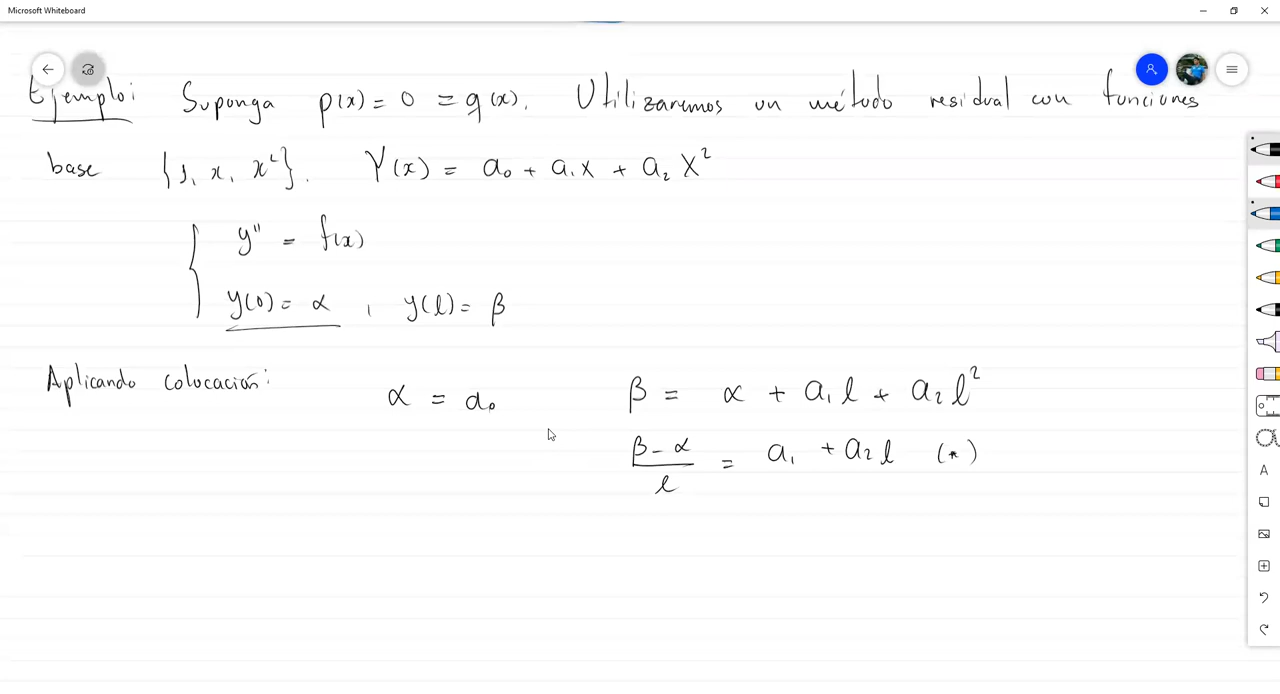 Microsoft Whiteboard
Ejemplo: Suponga p(x) = 0 = q(x). Utilizaremos un método residual con funciones
base {1, x, x²}. Y(x) = a₀ + a₁x + a₂x²
y'' = f(x)
y(0) = α , y(l) = β
Aplicando colocación:
α = a₀ β = α + a₁l + a₂l²
(β - α)/l = a₁ + a₂l (*)
A